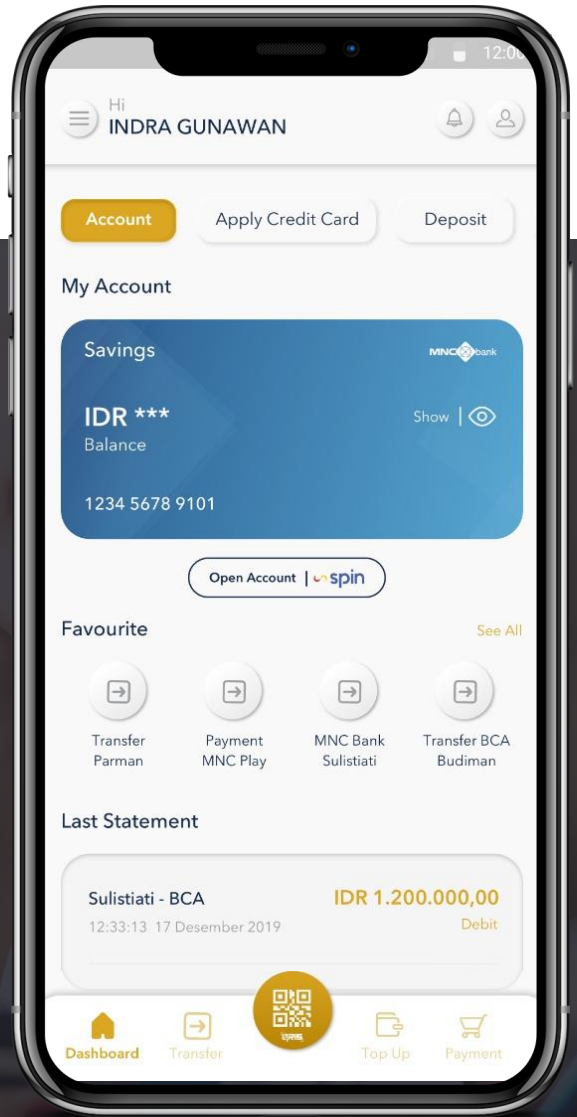 12:00
Hi
INDRA GUNAWAN
Account
Apply Credit Card
Deposit
My Account
Savings
MNC bank
IDR ***
Show |
Balance
1234 5678 9101
Open Account | spin
Favourite
See All
Transfer
Parman
Payment
MNC Play
MNC Bank
Sulistiati
Transfer BCA
Budiman
Last Statement
Sulistiati - BCA
IDR 1.200.000,00
12:33:13 17 Desember 2019
Debit
QRIS
Dashboard
Transfer
Top Up
Payment